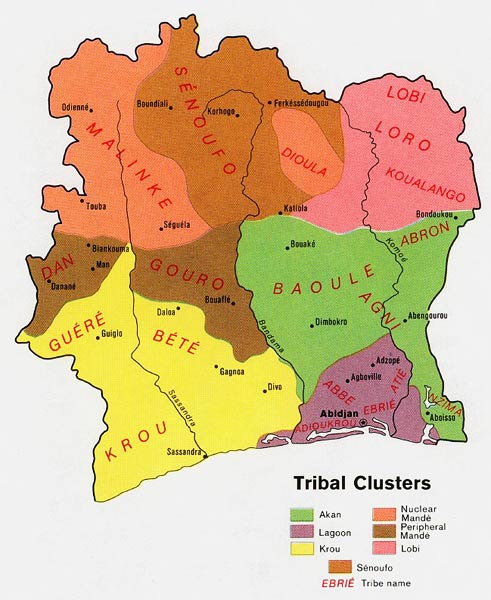 LOBI
SÉNOUFO
Odienné
Boundiali
Korhogo
Ferkéssédougou
LORO
MALINKE
DIOULA
KOUALANGO
Touba
Séguéla
Katiola
Bondoukou
ABRON
Biankouma
DAN
Man
Danané
GOURO
Bouaké
Komoé
BAOULE
Bouaflé
AGNI
GUÉRÉ
Guiglo
Daloa
BÉTÉ
Bandama
Dimbokro
Abengourou
Gagnoa
Adzopé
Agboville
ATIÉ
Divo
ABBE
Sassandra
EBRIÉ
NZIMA
Aboisso
Abidjan
ADIOUKROU
KROU
Sassandra
Tribal Clusters
Akan
Nuclear
Mandé
Lagoon
Peripheral
Mandé
Krou
Lobi
Sénoufo
EBRIÉ Tribe name